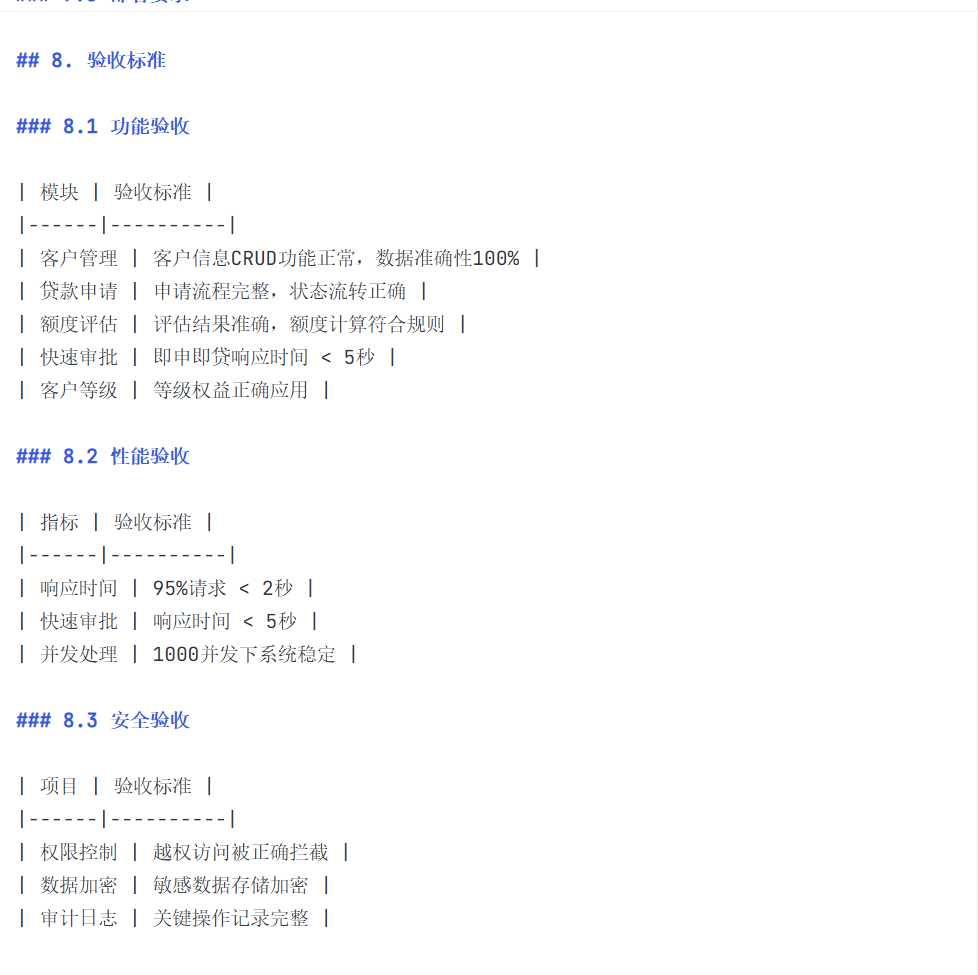 ## 8. 验收标准
### 8.1 功能验收
| 模块 | 验收标准 |
|------|----------|
| 客户管理 | 客户信息CRUD功能正常，数据准确性100% |
| 贷款申请 | 申请流程完整，状态流转正确 |
| 额度评估 | 评估结果准确，额度计算符合规则 |
| 快速审批 | 即申即贷响应时间 < 5秒 |
| 客户等级 | 等级权益正确应用 |
### 8.2 性能验收
| 指标 | 验收标准 |
|------|----------|
| 响应时间 | 95%请求 < 2秒 |
| 快速审批 | 响应时间 < 5秒 |
| 并发处理 | 1000并发下系统稳定 |
### 8.3 安全验收
| 项目 | 验收标准 |
|------|----------|
| 权限控制 | 越权访问被正确拦截 |
| 数据加密 | 敏感数据存储加密 |
| 审计日志 | 关键操作记录完整 |